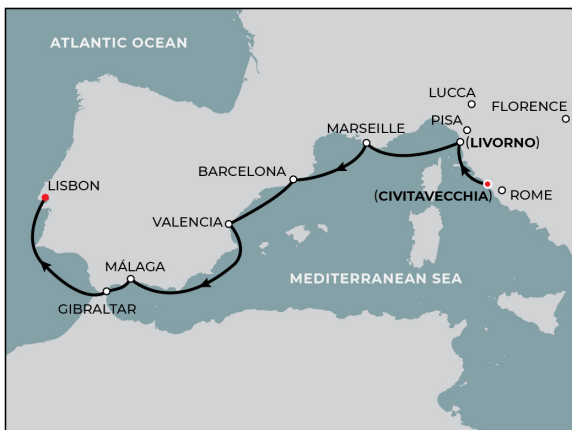 ATLANTIC OCEAN
LUCCA
FLORENCE
PISA
MARSEILLE
(LIVORNO)
BARCELONA
LISBON
(CIVITAVECCHIA)
ROME
VALENCIA
MÁLAGA
MEDITERRANEAN SEA
GIBRALTAR